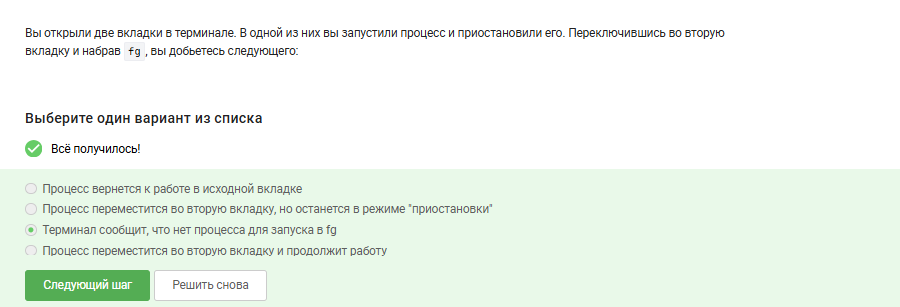 Вы открыли две вкладки в терминале. В одной из них вы запустили процесс и приостановили его. Переключившись во вторую
вкладку и набрав fg, вы добьетесь следующего:
Выберите один вариант из списка
Всё получилось!
Процесс вернется к работе в исходной вкладке
Процесс переместится во вторую вкладку, но останется в режиме "приостановки"
Терминал сообщит, что нет процесса для запуска в fg
Процесс переместится во вторую вкладку и продолжит работу
Следующий шаг Решить снова